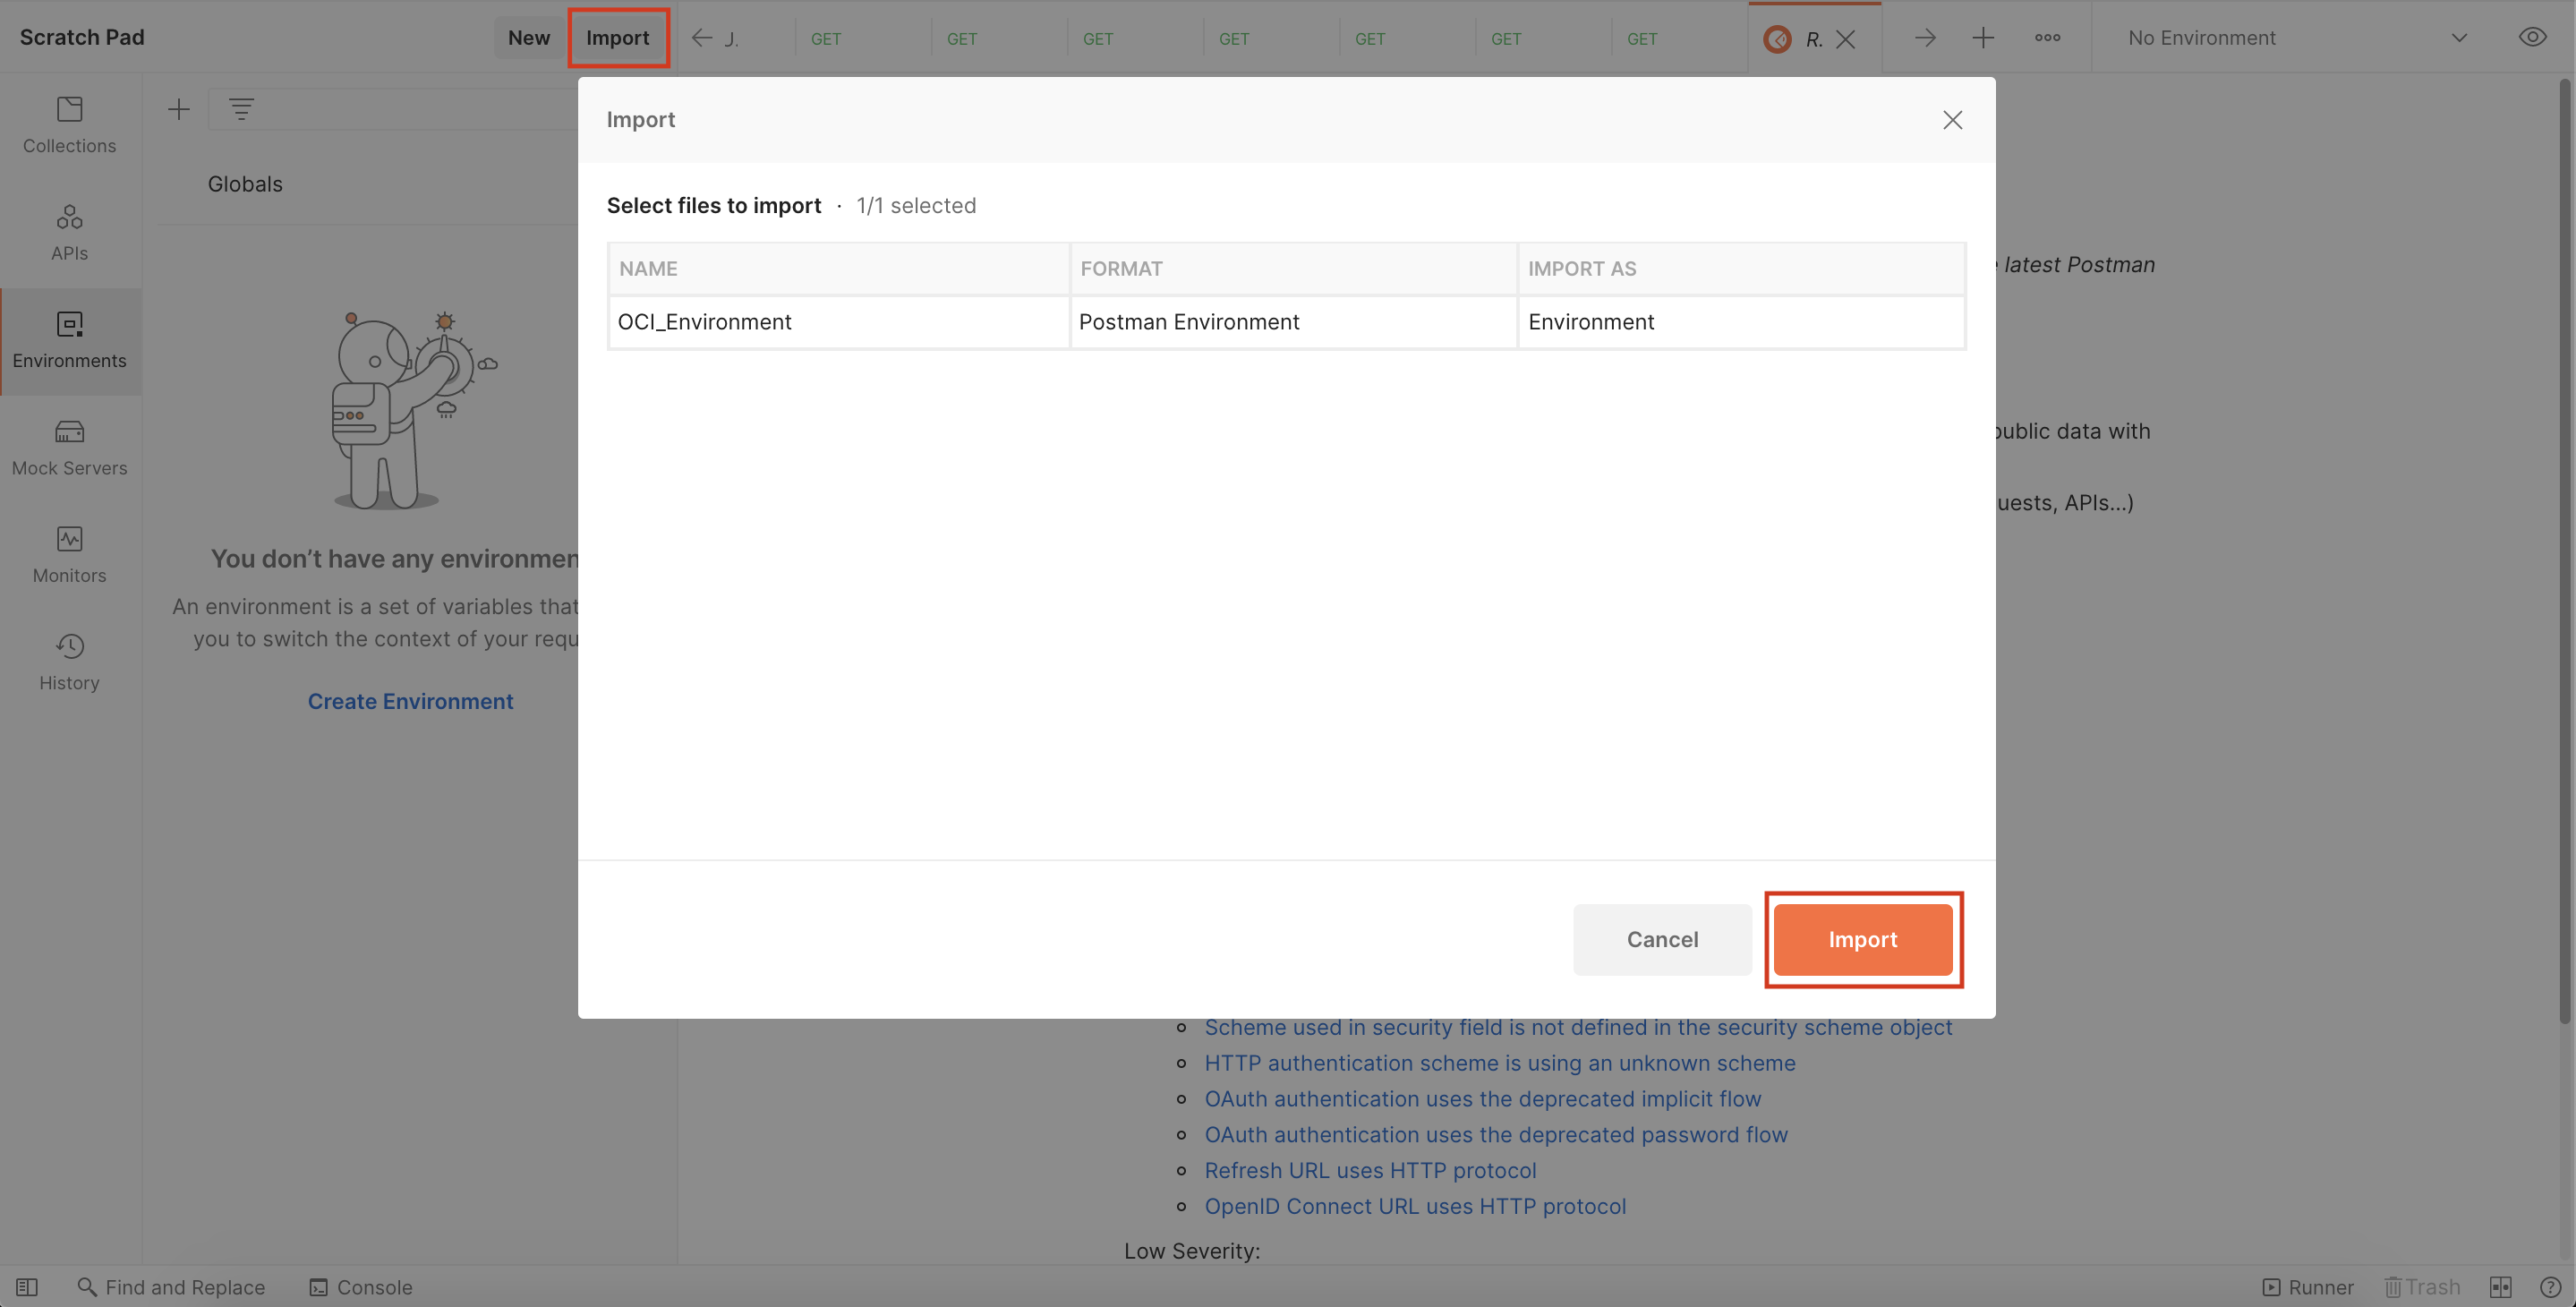 Scratch Pad
New
Import
J.
GET
GET
GET
GET
GET
GET
GET
R.
No Environment
Collections
APIs
Environments
Mock Servers
Monitors
History
Globals
You don’t have any environmen
An environment is a set of variables that
you to switch the context of your requ
Create Environment
Import
Select files to import · 1/1 selected
NAME FORMAT IMPORT AS
OCI_Environment Postman Environment Environment
Cancel
Import
latest Postman
public data with
uests, APIs...)
Scheme used in security field is not defined in the security scheme object
HTTP authentication scheme is using an unknown scheme
OAuth authentication uses the deprecated implicit flow
OAuth authentication uses the deprecated password flow
Refresh URL uses HTTP protocol
OpenID Connect URL uses HTTP protocol
Low Severity:
Find and Replace
Console
Runner
Trash